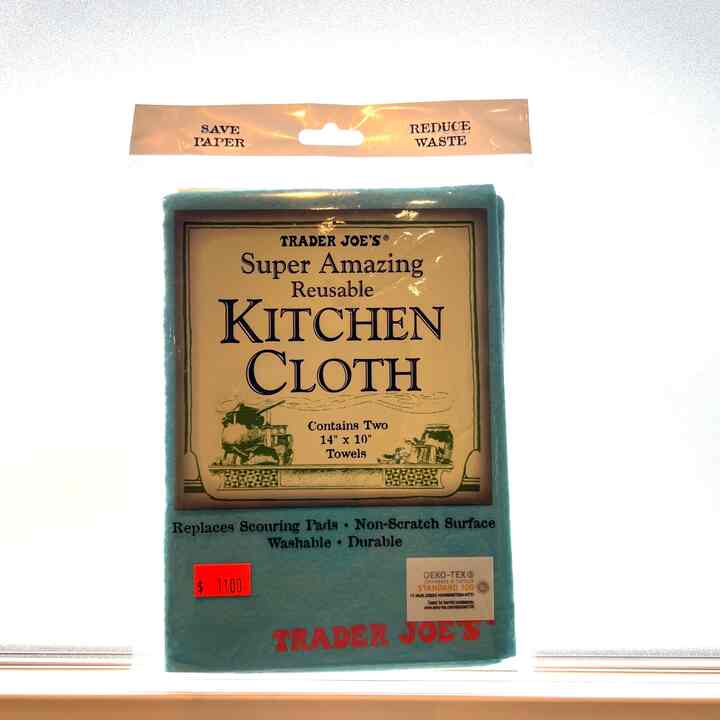 SAVE PAPER
REDUCE WASTE
TRADER JOE'S®
Super Amazing
Reusable
KITCHEN
CLOTH
Contains Two
14" x 10"
Towels
Replaces Scouring Pads • Non-Scratch Surface
Washable • Durable
$ 1100
OEKO-TEX®
STANDARD 100
TRADER JOE'S